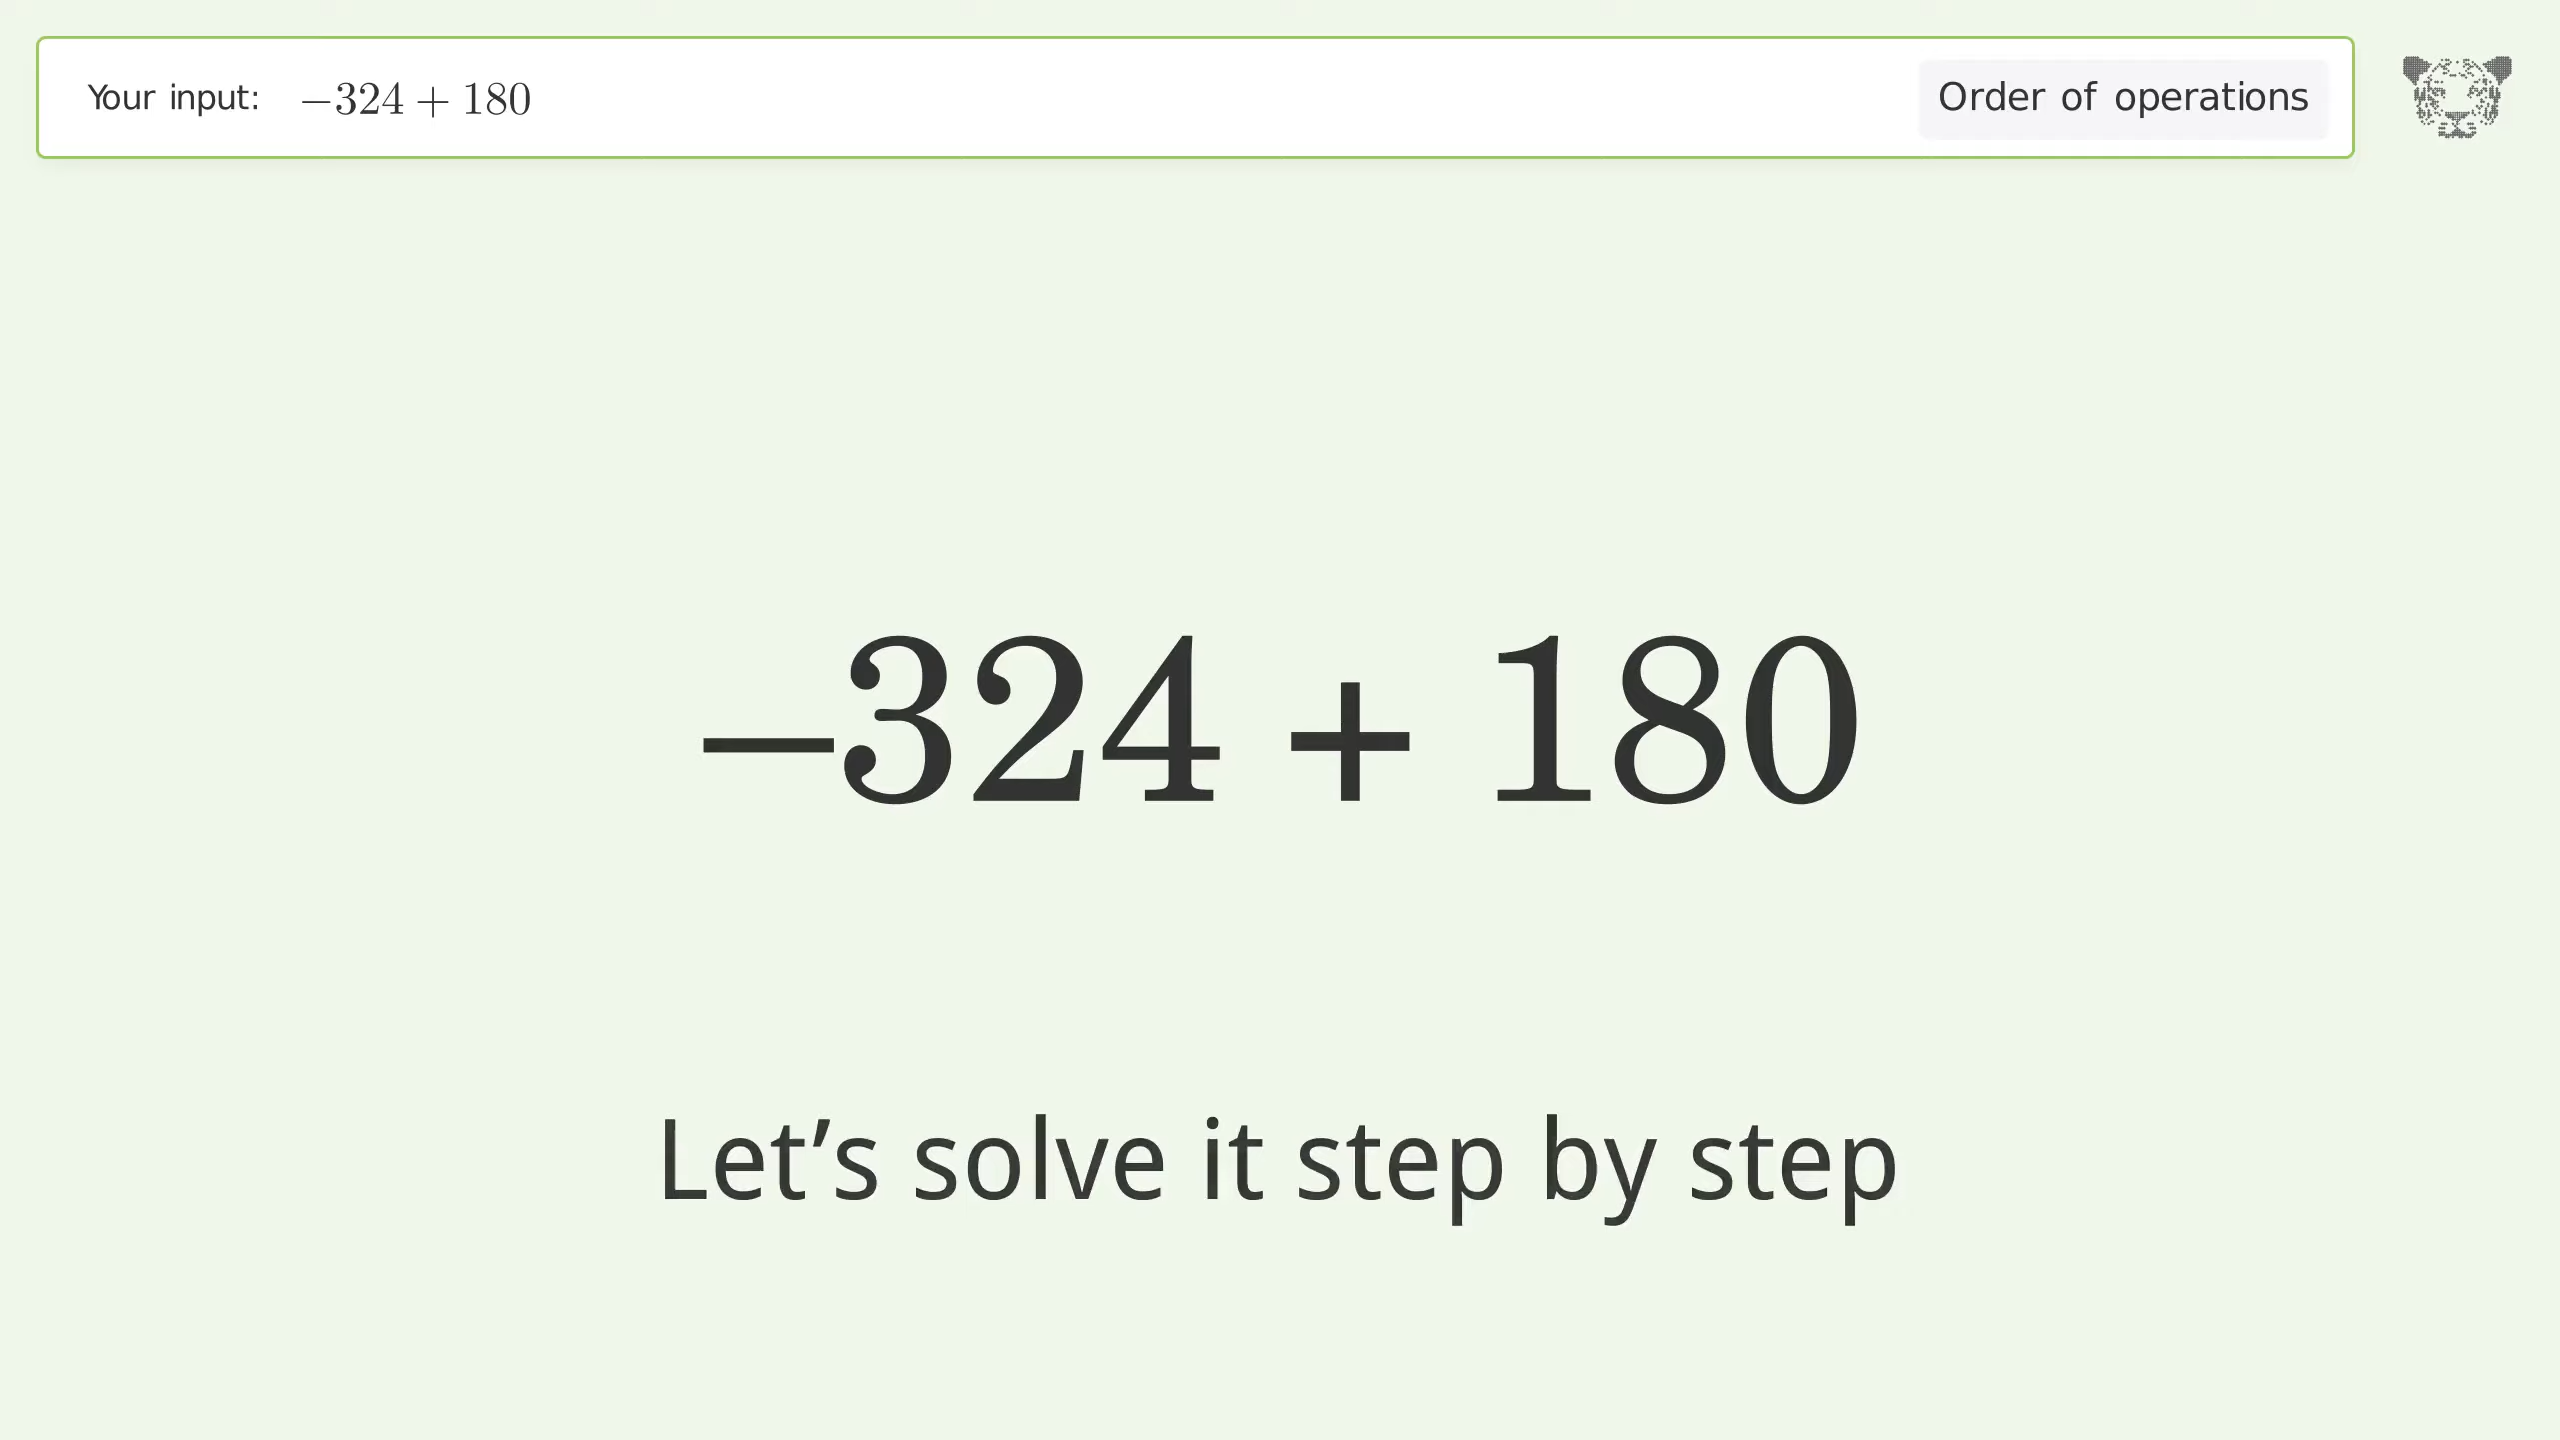 Your input: −324 + 180
Order of operations
−324 + 180
Let’s solve it step by step